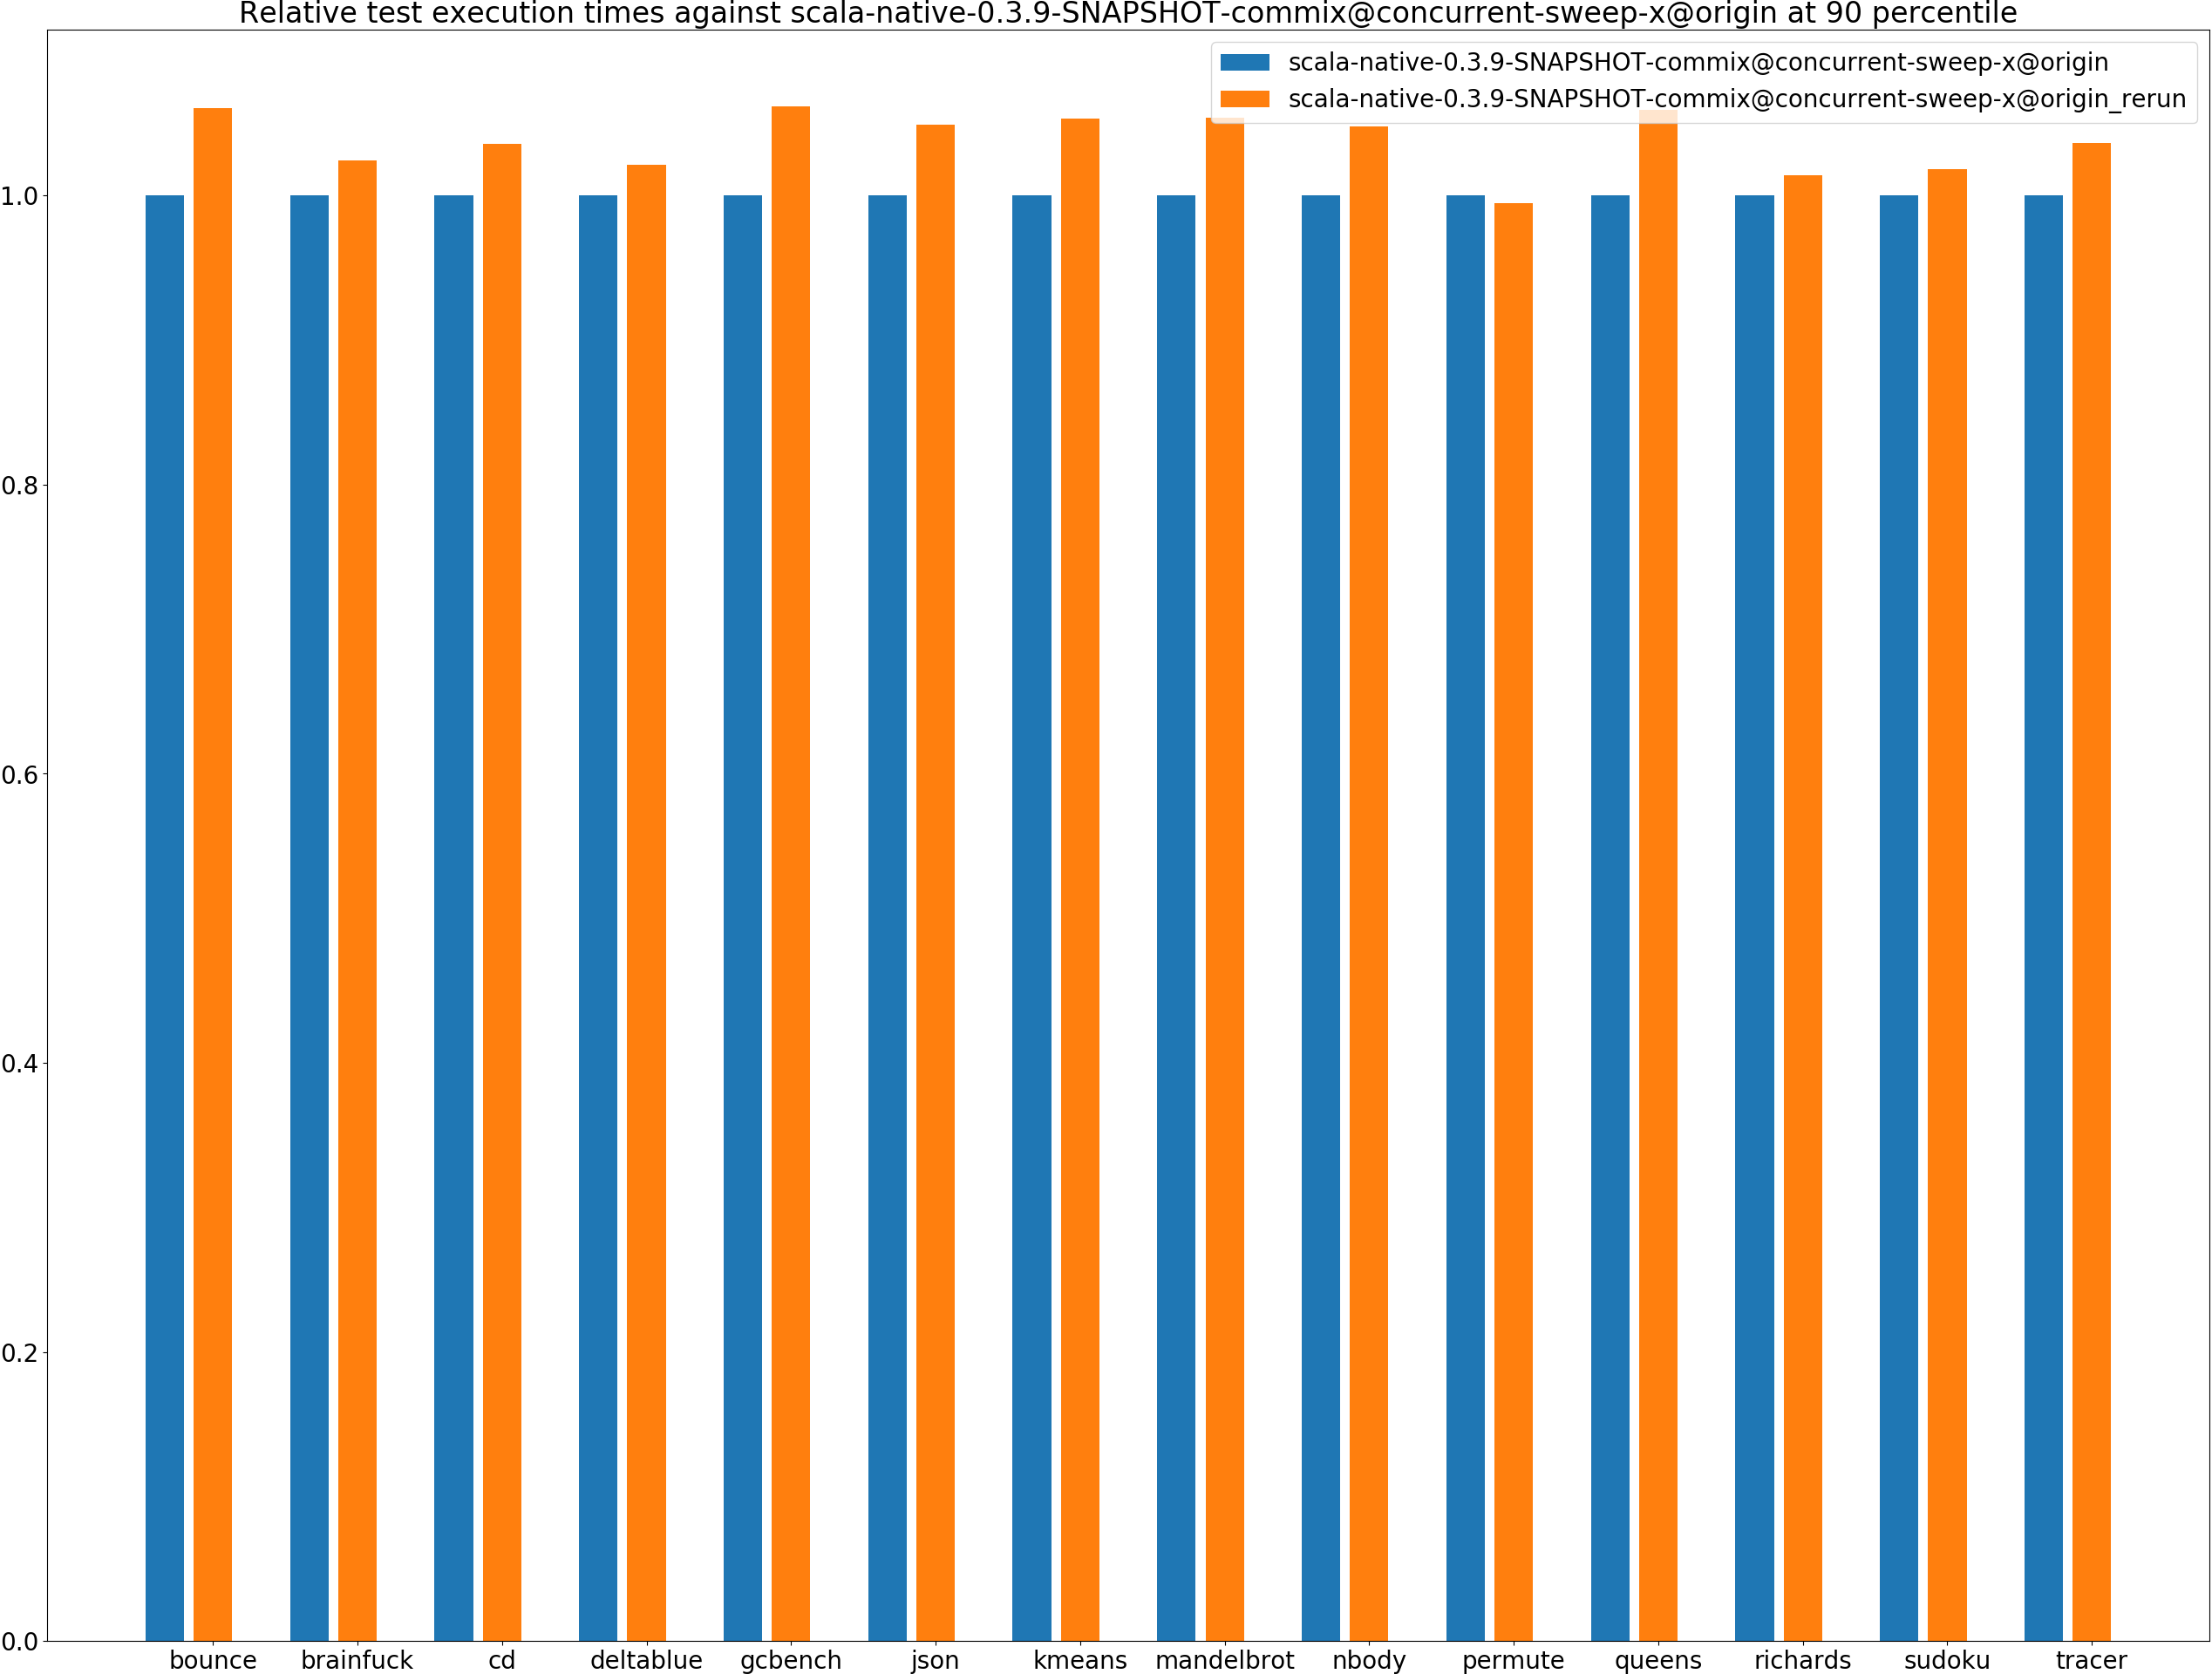 Relative test execution times against scala-native-0.3.9-SNAPSHOT-commix@concurrent-sweep-x@origin at 90 percentile
scala-native-0.3.9-SNAPSHOT-commix@concurrent-sweep-x@origin
scala-native-0.3.9-SNAPSHOT-commix@concurrent-sweep-x@origin_rerun
1.0
0.8
0.6
0.4
0.2
0.0
bounce brainfuck cd deltablue gcbench json kmeans mandelbrot nbody permute queens richards sudoku tracer